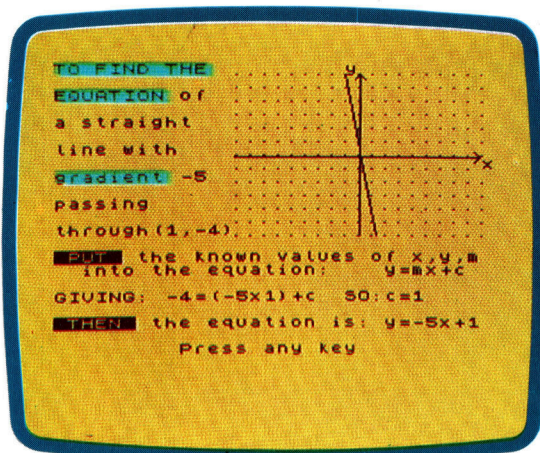 TO FIND THE
EQUATION of
a straight
line with
gradient -5
passing
through(1,-4)
y
x
PUT the known values of x,y,m
into the equation: y=mx+c
GIVING: -4=(-5x1)+c SO:c=1
THEN the equation is: y=-5x+1
Press any key